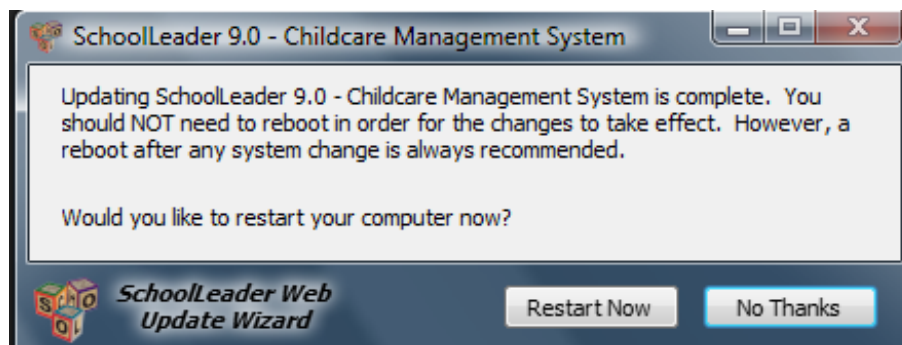 SchoolLeader 9.0 - Childcare Management System
Updating SchoolLeader 9.0 - Childcare Management System is complete. You
should NOT need to reboot in order for the changes to take effect. However, a
reboot after any system change is always recommended.
Would you like to restart your computer now?
SchoolLeader Web
Update Wizard
Restart Now
No Thanks